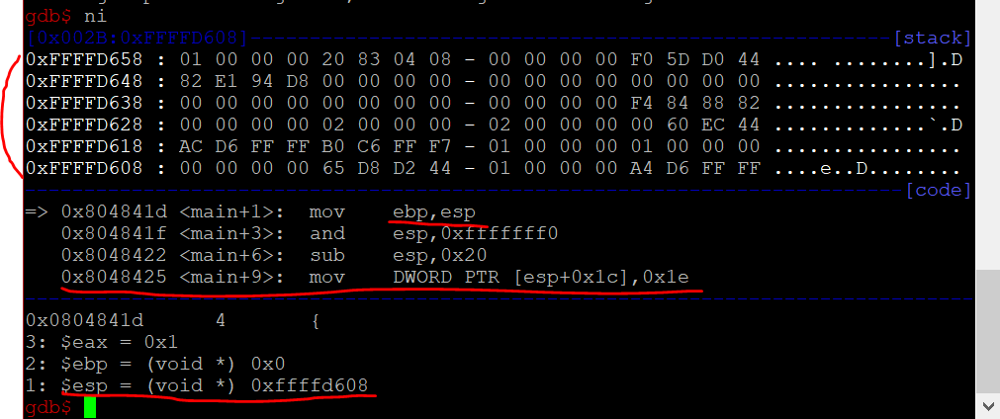 gdb$ ni
[0x002B:0xFFFFD608]------------------------------------------------------[stack]
0xFFFFD658 : 01 00 00 00 20 83 04 08 - 00 00 00 00 F0 5D D0 44 .... ........].D
0xFFFFD648 : 82 E1 94 D8 00 00 00 00 - 00 00 00 00 00 00 00 00 ................
0xFFFFD638 : 00 00 00 00 00 00 00 00 - 00 00 00 00 F4 84 88 82 ................
0xFFFFD628 : 00 00 00 00 02 00 00 00 - 02 00 00 00 00 60 EC 44 .............`.D
0xFFFFD618 : AC D6 FF FF B0 C6 FF F7 - 01 00 00 00 01 00 00 00 ................
0xFFFFD608 : 00 00 00 00 65 D8 D2 44 - 01 00 00 00 A4 D6 FF FF ....e..D........
--------------------------------------------------------------------------[code]
=> 0x804841d <main+1>: mov ebp,esp
0x804841f <main+3>: and esp,0xfffffff0
0x8048422 <main+6>: sub esp,0x20
0x8048425 <main+9>: mov DWORD PTR [esp+0x1c],0x1e
--------------------------------------------------------------------------------
0x0804841d 4 {
3: $eax = 0x1
2: $ebp = (void *) 0x0
1: $esp = (void *) 0xffffd608
gdb$